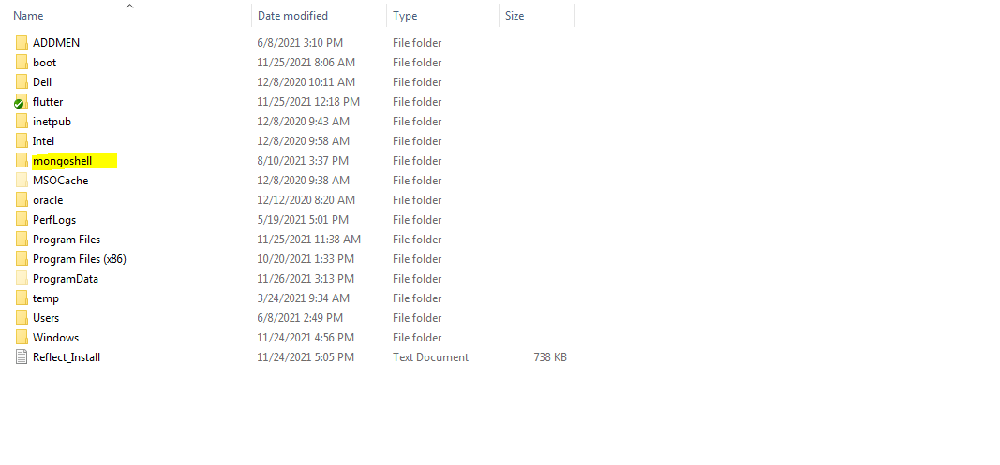 Name Date modified Type Size
ADDMEN 6/8/2021 3:10 PM File folder
boot 11/25/2021 8:06 AM File folder
Dell 12/8/2020 10:11 AM File folder
flutter 11/25/2021 12:18 PM File folder
inetpub 12/8/2020 9:43 AM File folder
Intel 12/8/2020 9:58 AM File folder
mongoshell 8/10/2021 3:37 PM File folder
MSOCache 12/8/2020 9:38 AM File folder
oracle 12/12/2020 8:20 AM File folder
PerfLogs 5/19/2021 5:01 PM File folder
Program Files 11/25/2021 11:38 AM File folder
Program Files (x86) 10/20/2021 1:33 PM File folder
ProgramData 11/26/2021 3:13 PM File folder
temp 3/24/2021 9:34 AM File folder
Users 6/8/2021 2:49 PM File folder
Windows 11/24/2021 4:56 PM File folder
Reflect_Install 11/24/2021 5:05 PM Text Document 738 KB